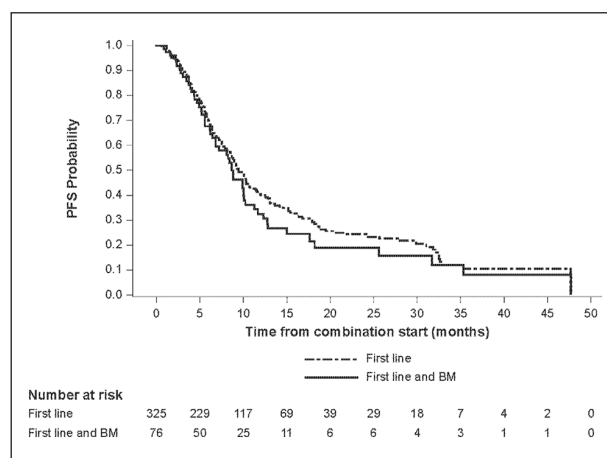 1.0
0.9
0.8
0.7
0.6
0.5
0.4
0.3
0.2
0.1
0.0
PFS Probability
0 5 10 15 20 25 30 35 40 45 50
Time from combination start (months)
First line
First line and BM
Number at risk
First line 325 229 117 69 39 29 18 7 4 2 0
First line and BM 76 50 25 11 6 6 4 3 1 1 0